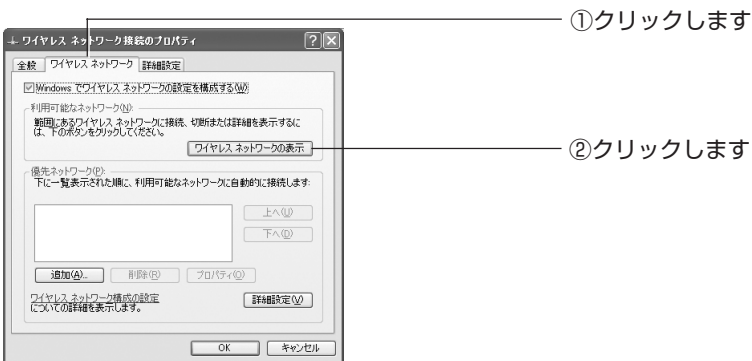 ①クリックします
ワイヤレス ネットワーク接続のプロパティ
全般 ワイヤレス ネットワーク 詳細設定
Windows でワイヤレス ネットワークの設定を構成する(W)
利用可能なネットワーク(N):
範囲にあるワイヤレス ネットワークに接続、切断または詳細を表示するに
は、下のボタンをクリックしてください。
ワイヤレス ネットワークの表示
②クリックします
優先ネットワーク(P):
下に一覧表示された順に、利用可能なネットワークに自動的に接続します:
上へ(U)
下へ(D)
追加(A)... 削除(R) プロパティ(O)
ワイヤレス ネットワーク構成の設定
についての詳細を表示します。
詳細設定(V)
OK キャンセル